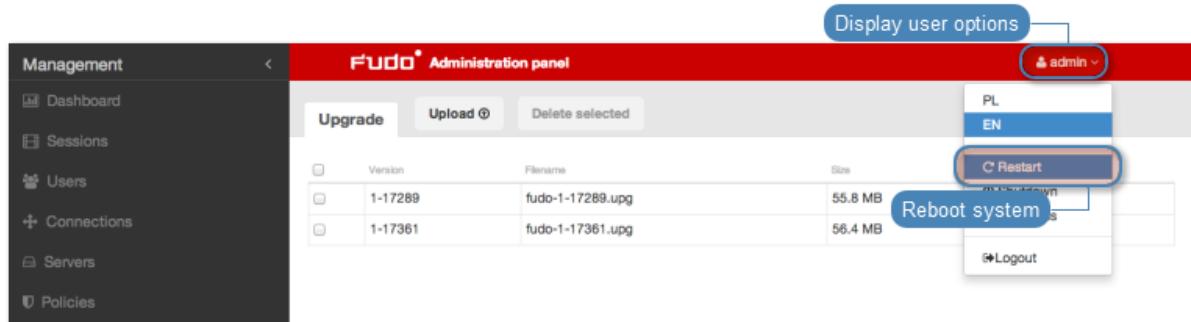 Display user options
Management
FUDO Administration panel
admin
Dashboard
Sessions
Users
Connections
Servers
Policies
Upgrade
Upload
Delete selected
Version Filename Size
1-17289 fudo-1-17289.upg 55.8 MB
1-17361 fudo-1-17361.upg 56.4 MB
PL
EN
Restart
Reboot system
Logout